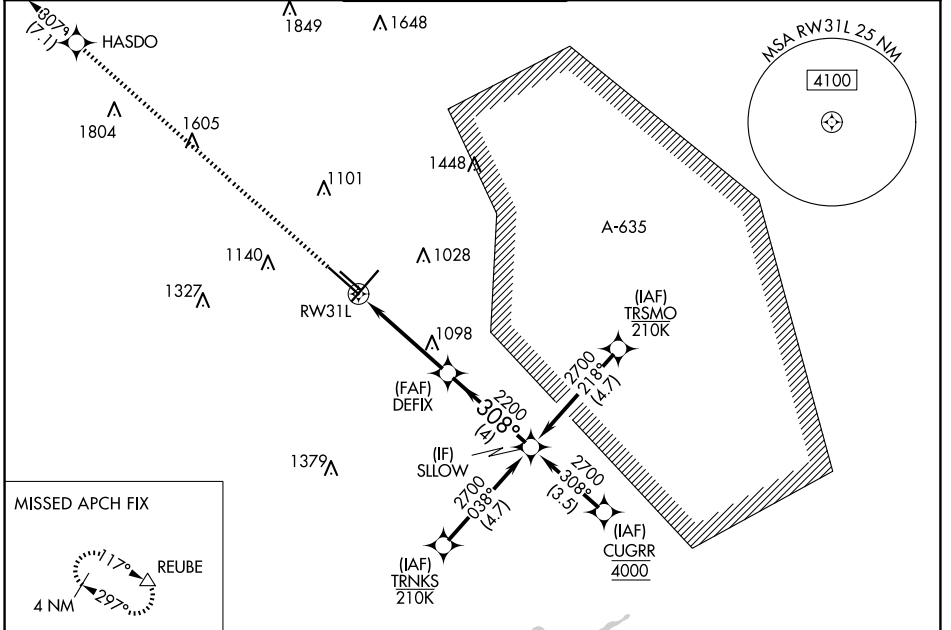 307°
(7.1)
HASDO
1849
1648
MSA RW31L 25 NM
4100
1804
1605
1448
1101
A-635
1140
1028
1327
RW31L
(IAF)
TRSMO
210K
1098
2700
218°
(4.7)
(FAF)
DEFIX
2200
308°
(4)
(IF)
SLLOW
1379
2700
308°
(3.5)
2700
038°
(4.7)
(IAF)
CUGRR
4000
(IAF)
TRNKS
210K
MISSED APCH FIX
117°
REUBE
4 NM
297°